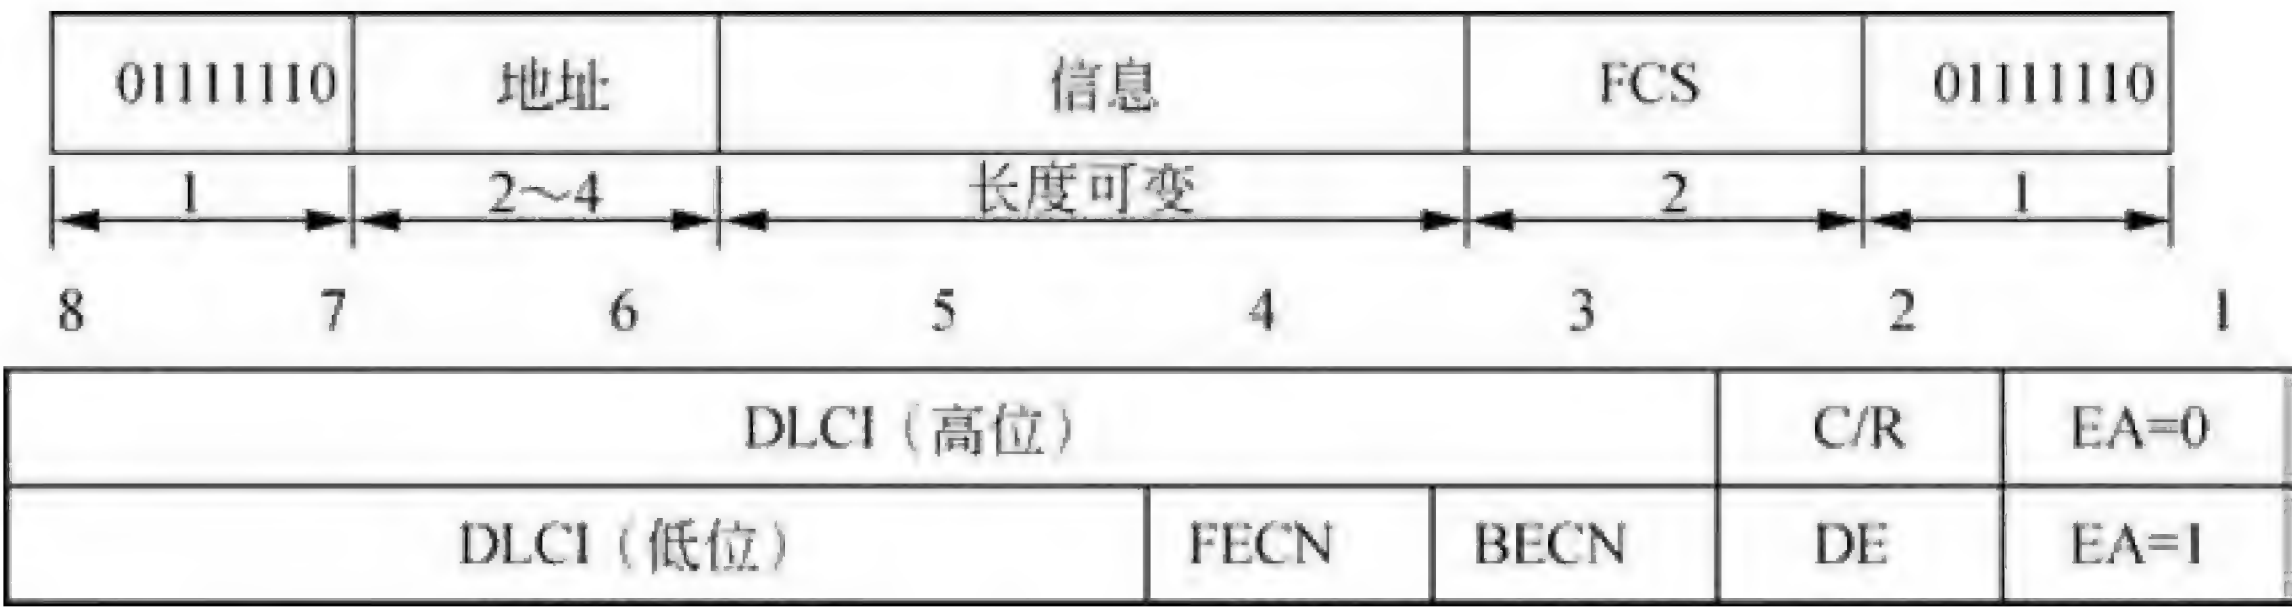 01111110 地址 信息 FCS 01111110
1 2～4 长度可变 2 1
8 7 6 5 4 3 2 1
DLCI（高位） C/R EA=0
DLCI（低位） FECN BECN DE EA=1